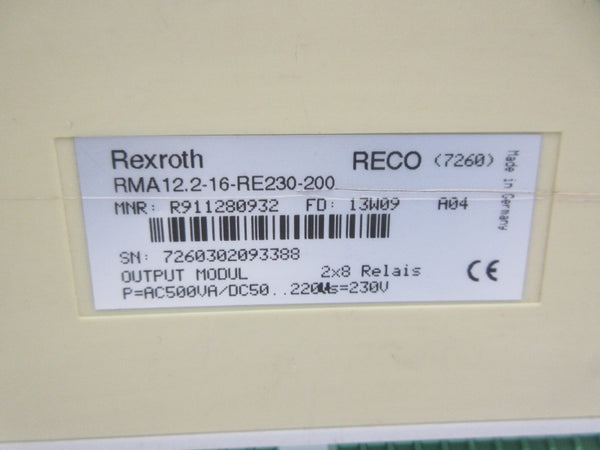 Rexroth RECO (7260)
RMA12.2-16-RE230-200
MNR: R911280932 FD: 13W09 A04
SN: 7260302093388
OUTPUT MODUL 2x8 Relais
P=AC500VA/DC50..220 =230V
CE
Made in Germany